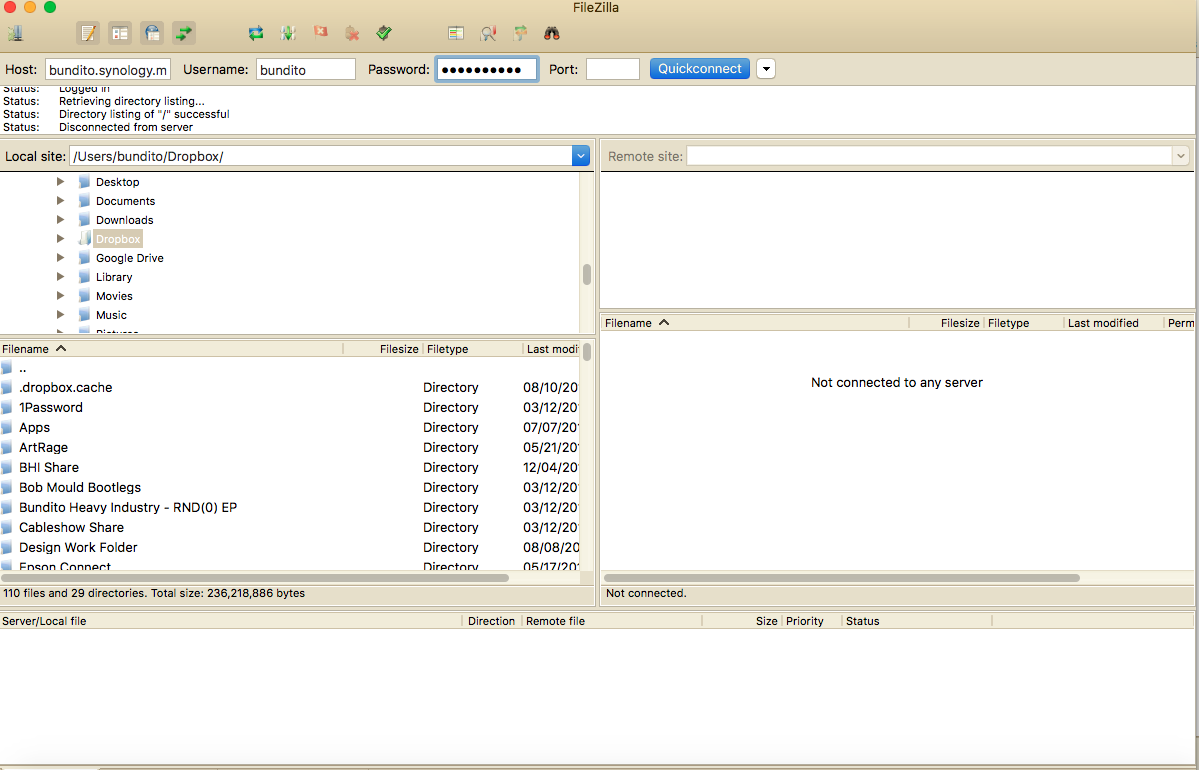 FileZilla
Host: bundito.synology.m Username: bundito Password: •••••••••• Port: Quickconnect
Status: Logged in
Status: Retrieving directory listing...
Status: Directory listing of "/" successful
Status: Disconnected from server
Local site: /Users/bundito/Dropbox/
Desktop
Documents
Downloads
Dropbox
Google Drive
Library
Movies
Music
Pictures
Filename Filesize Filetype Last modi
..
.dropbox.cache Directory 08/10/20
1Password Directory 03/12/20
Apps Directory 07/07/20
ArtRage Directory 05/21/20
BHI Share Directory 12/04/20
Bob Mould Bootlegs Directory 03/12/20
Bundito Heavy Industry - RND(0) EP Directory 03/12/20
Cableshow Share Directory 03/12/20
Design Work Folder Directory 08/08/20
Epson Connect Directory 05/17/20
110 files and 29 directories. Total size: 236,218,886 bytes
Remote site:
Filename Filesize Filetype Last modified Perm
Not connected to any server
Not connected.
Server/Local file Direction Remote file Size Priority Status